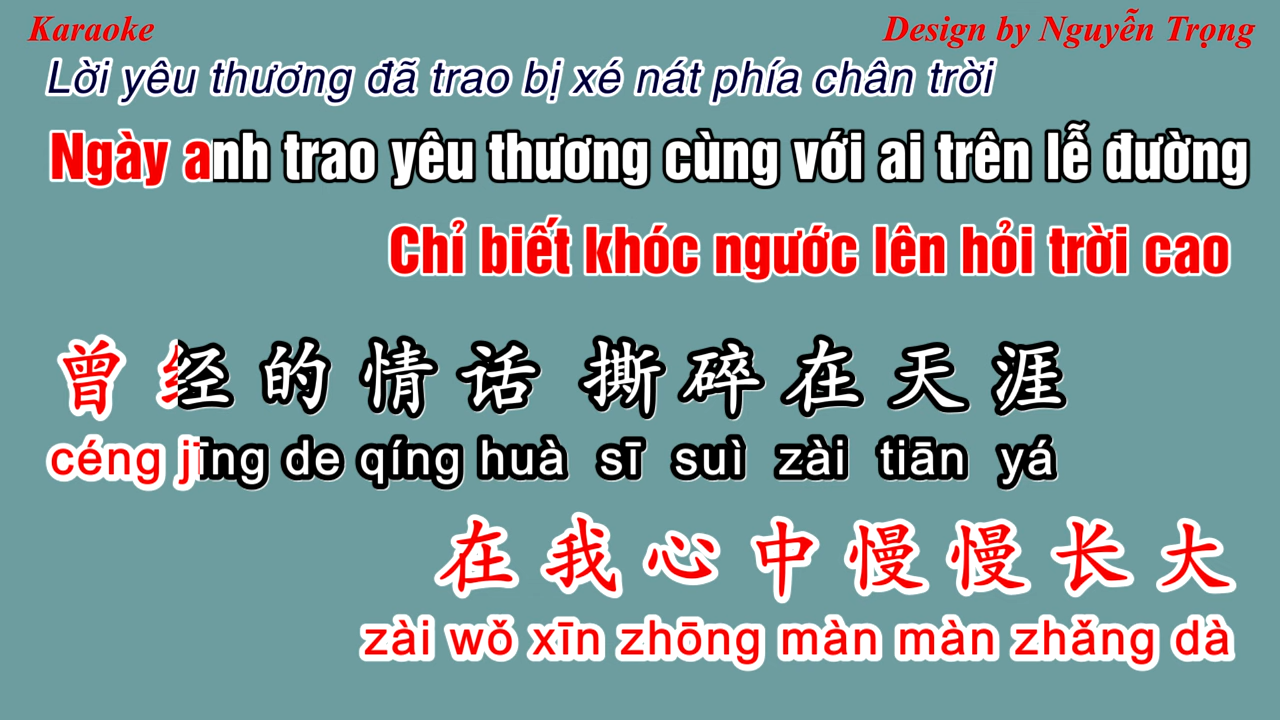 Karaoke
Design by Nguyễn Trọng
Lời yêu thương đã trao bị xé nát phía chân trời
Ngày anh trao yêu thương cùng với ai trên lễ đường
Chỉ biết khóc ngước lên hỏi trời cao
曾经的情话 撕碎在天涯
céng jīng de qíng huà sī suì zài tiān yá
在我心中慢慢长大
zài wǒ xīn zhōng màn màn zhǎng dà